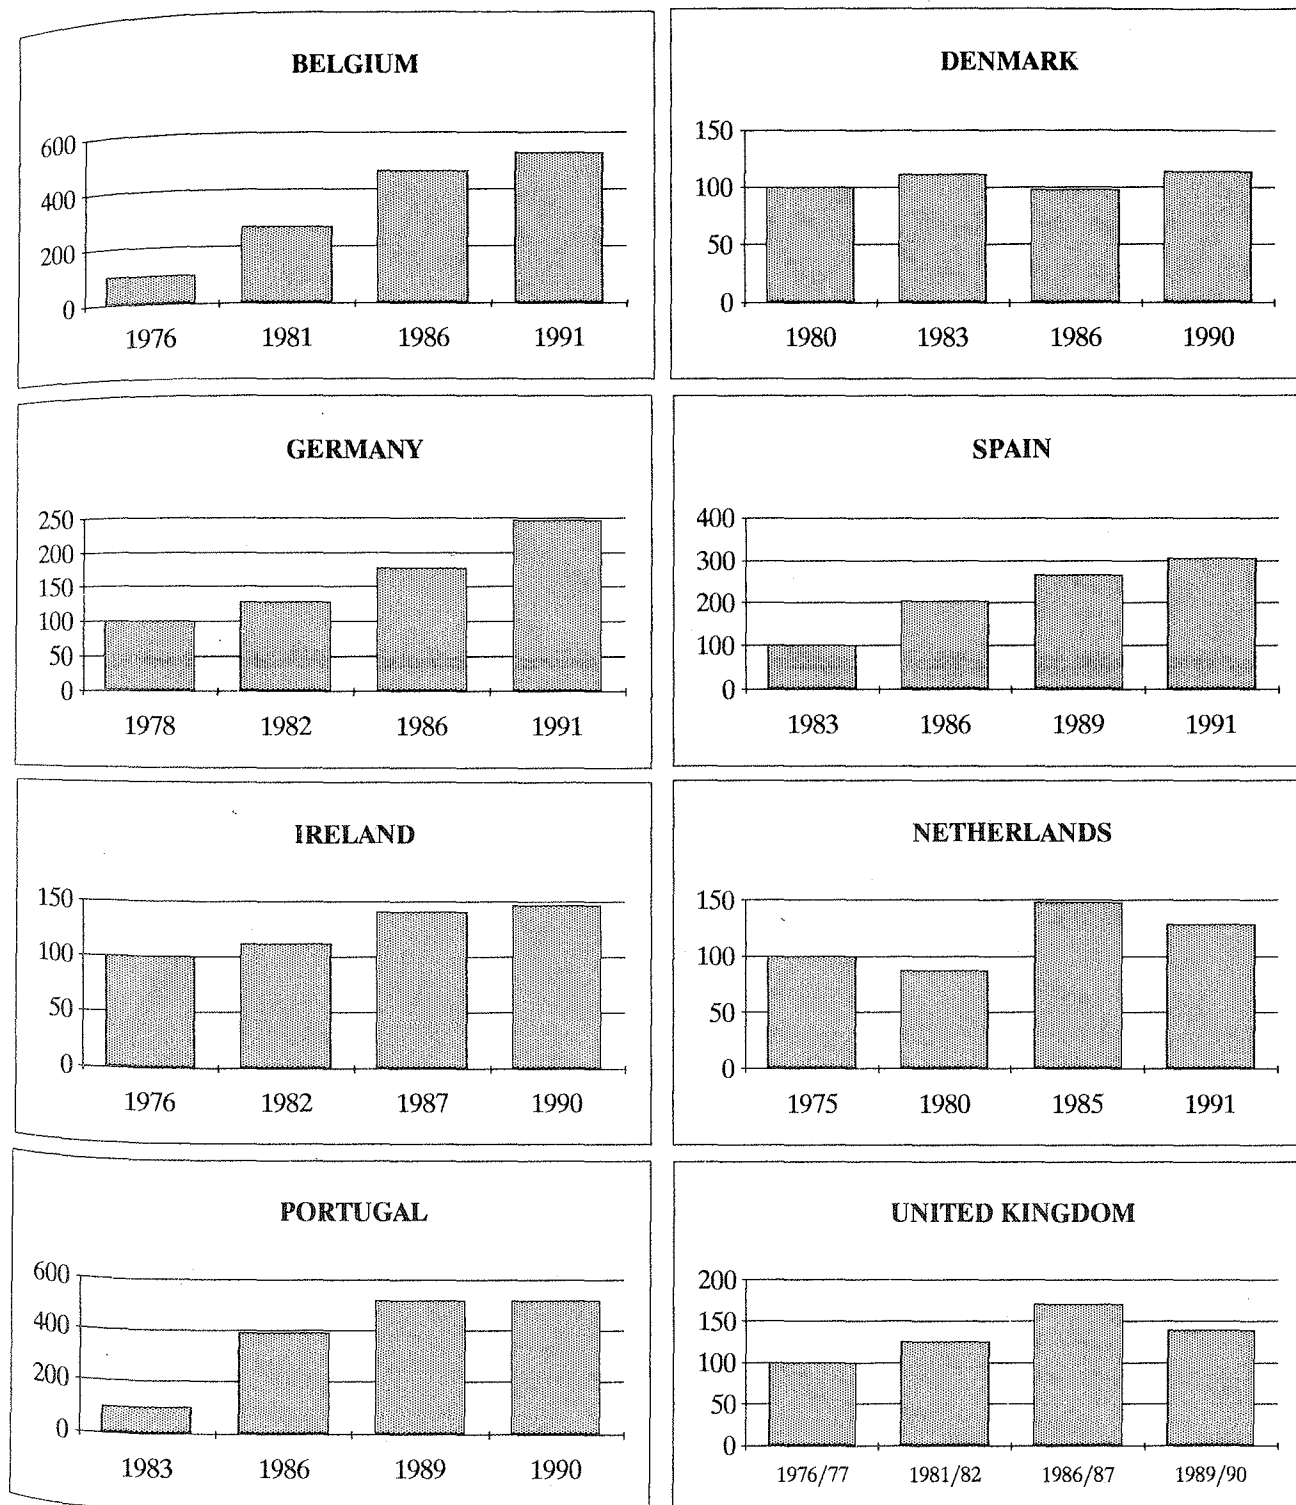 BELGIUM
600
400
200
0
1976 1981 1986 1991
DENMARK
150
100
50
0
1980 1983 1986 1990
GERMANY
250
200
150
100
50
0
1978 1982 1986 1991
SPAIN
400
300
200
100
0
1983 1986 1989 1991
IRELAND
150
100
50
0
1976 1982 1987 1990
NETHERLANDS
150
100
50
0
1975 1980 1985 1991
PORTUGAL
600
400
200
0
1983 1986 1989 1990
UNITED KINGDOM
200
150
100
50
0
1976/77 1981/82 1986/87 1989/90